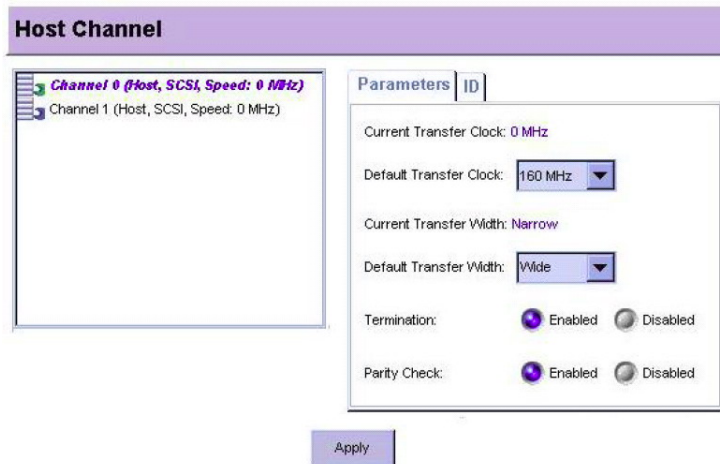 Host Channel
Channel 0 (Host, SCSI, Speed: 0 MHz)
Channel 1 (Host, SCSI, Speed: 0 MHz)
Parameters
ID
Current Transfer Clock: 0 MHz
Default Transfer Clock: 160 MHz
Current Transfer Width: Narrow
Default Transfer Width: Wide
Termination: Enabled Disabled
Parity Check: Enabled Disabled
Apply